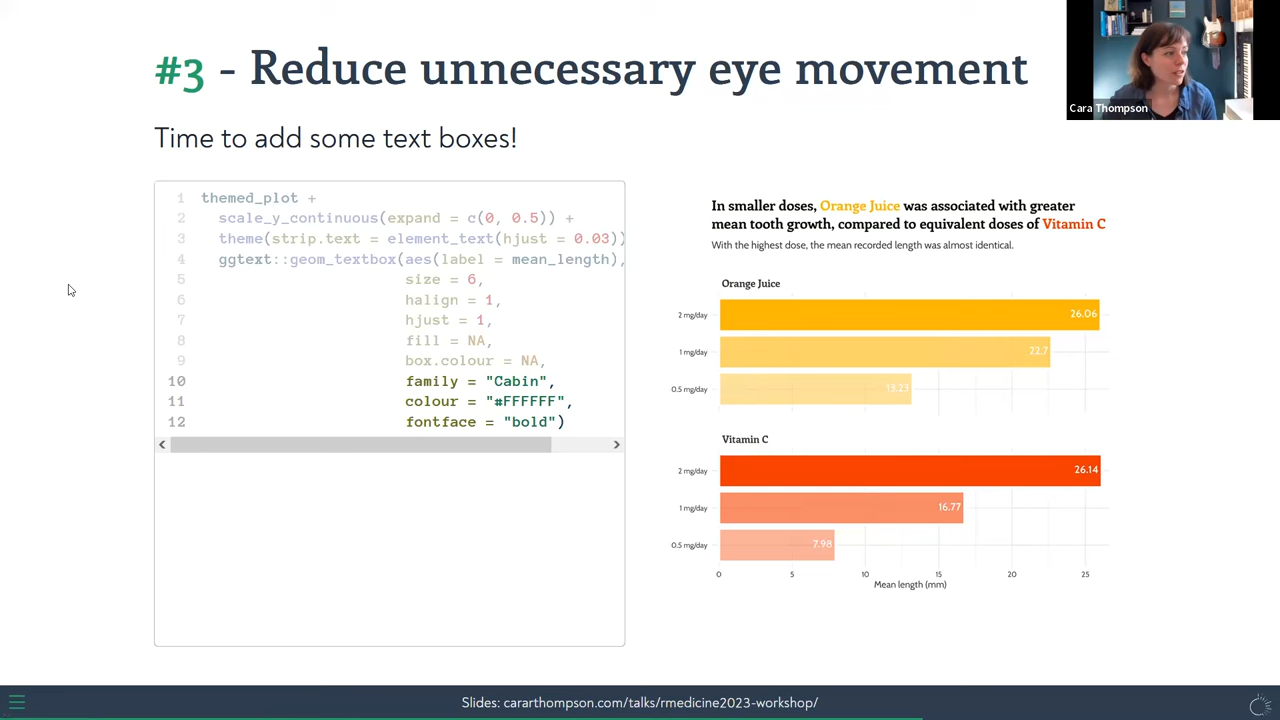 #3 - Reduce unnecessary eye movement
Cara Thompson
Time to add some text boxes!
1 themed_plot +
2 scale_y_continuous(expand = c(0, 0.5)) +
3 theme(strip.text = element_text(hjust = 0.03))
4 ggtext::geom_textbox(aes(label = mean_length),
5 size = 6,
6 halign = 1,
7 hjust = 1,
8 fill = NA,
9 box.colour = NA,
10 family = "Cabin",
11 colour = "#FFFFFF",
12 fontface = "bold")
In smaller doses, Orange Juice was associated with greater
mean tooth growth, compared to equivalent doses of Vitamin C
With the highest dose, the mean recorded length was almost identical.
Orange Juice
2 mg/day 26.06
1 mg/day 22.7
0.5 mg/day 13.23
Vitamin C
2 mg/day 26.14
1 mg/day 16.77
0.5 mg/day 7.98
0 5 10 15 20 25
Mean length (mm)
Slides: cararthompson.com/talks/rmedicine2023-workshop/